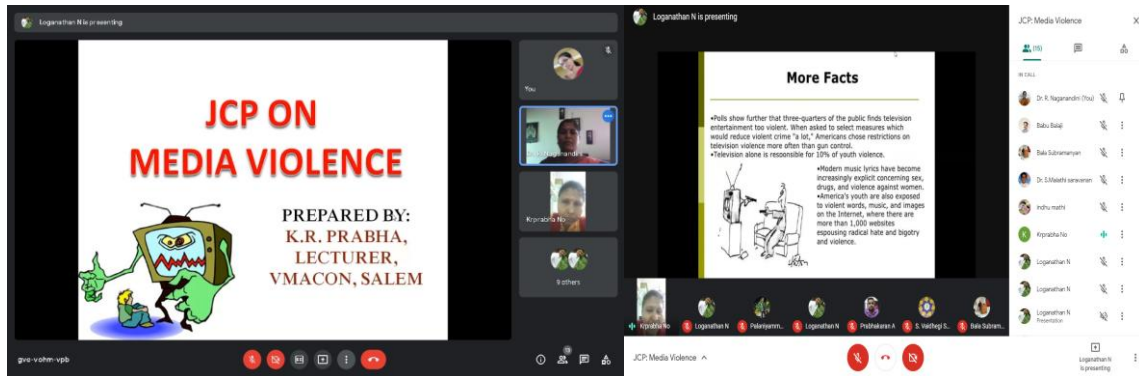 Loganathan N is presenting
JCP ON
MEDIA VIOLENCE
PREPARED BY:
K.R. PRABHA,
LECTURER,
VMACON, SALEM
You
Krprabha No
9 others
gvc-vohm-vpb
Loganathan N is presenting
More Facts
•Polls show further that three-quarters of the public finds television
entertainment too violent. When asked to select measures which
would reduce violent crime "a lot," Americans chose restrictions on
television violence more often than gun control.
•Television alone is responsible for 10% of youth violence.
•Modern music lyrics have become
increasingly explicit concerning sex,
drugs, and violence against women.
•America's youth are also exposed
to violent words, music, and images
on the Internet, where there are
more than 1,000 websites
espousing radical hate and bigotry
and violence.
Krprabha No
Loganathan N
Palaniyamm...
Loganathan N
Prabhakaran A
S. Vaidhegi S...
Bala Subram...
JCP: Media Violence
JCP: Media Violence
(15)
IN CALL
Dr. R. Naganandini (You)
Babu Balaji
Bala Subramanyan
Dr. S.Malathi saravanan
indhu mathi
K
Krprabha No
Loganathan N
Loganathan N
Loganathan N
Presentation
Loganathan N
is presenting